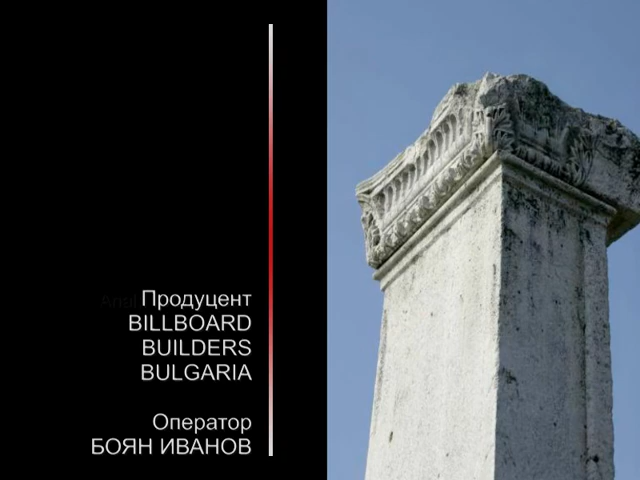 Продуцент
BILLBOARD
BUILDERS
BULGARIA
Оператор
БОЯН ИВАНОВ